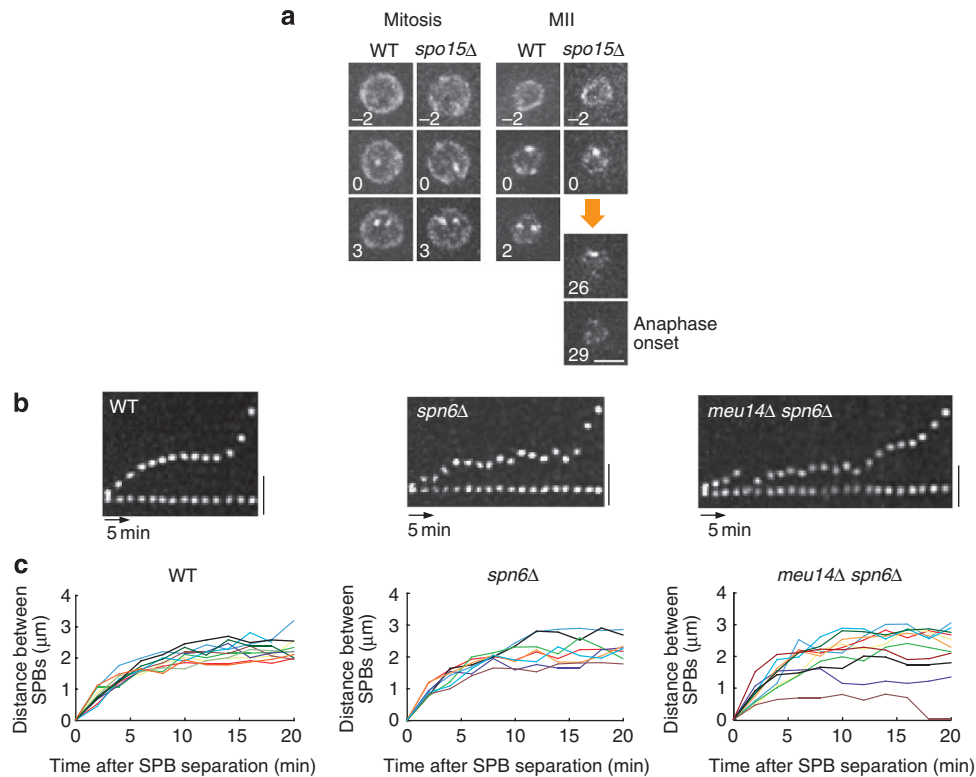 a
Mitosis MII
WT spo15Δ WT spo15Δ
–2 –2 –2 –2
0 0 0 0
3 3 2
26
29
Anaphase
onset
b
WT spn6Δ meu14Δ spn6Δ
5 min 5 min 5 min
c
WT
Distance between
SPBs (μm)
4
3
2
1
0
0 5 10 15 20
Time after SPB separation (min)
spn6Δ
Distance between
SPBs (μm)
4
3
2
1
0
0 5 10 15 20
Time after SPB separation (min)
meu14Δ spn6Δ
Distance between
SPBs (μm)
4
3
2
1
0
0 5 10 15 20
Time after SPB separation (min)